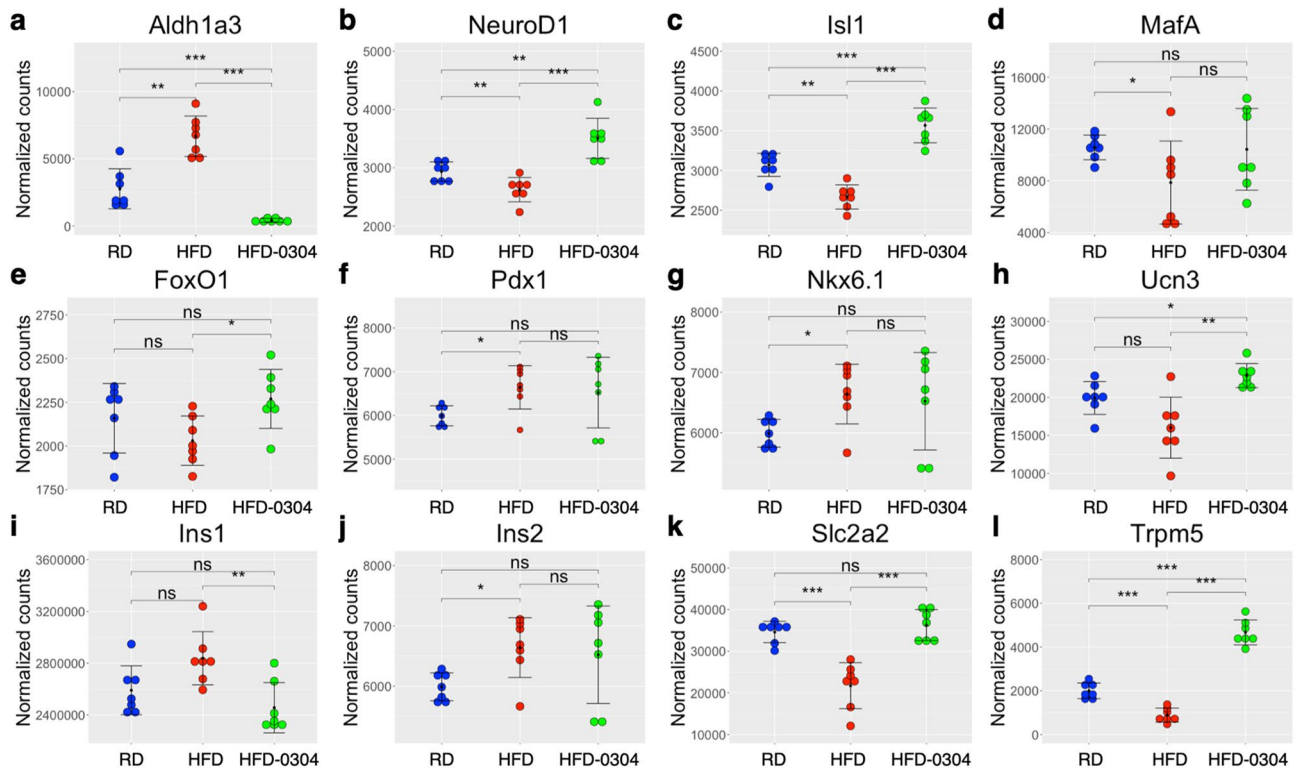 a Aldh1a3
Normalized counts
10000
5000
0
***
***
**
RD HFD HFD-0304
b NeuroD1
Normalized counts
5000
4000
3000
2000
**
***
**
RD HFD HFD-0304
c Isl1
Normalized counts
4500
4000
3500
3000
2500
***
***
**
RD HFD HFD-0304
d MafA
Normalized counts
16000
12000
8000
4000
ns
ns
*
RD HFD HFD-0304
e FoxO1
Normalized counts
2750
2500
2250
2000
1750
ns
*
ns
RD HFD HFD-0304
f Pdx1
Normalized counts
8000
7000
6000
5000
ns
ns
*
RD HFD HFD-0304
g Nkx6.1
Normalized counts
8000
7000
6000
ns
ns
*
RD HFD HFD-0304
h Ucn3
Normalized counts
30000
25000
20000
15000
10000
*
**
ns
RD HFD HFD-0304
i Ins1
Normalized counts
3600000
3200000
2800000
2400000
ns
**
ns
RD HFD HFD-0304
j Ins2
Normalized counts
8000
7000
6000
ns
ns
*
RD HFD HFD-0304
k Slc2a2
Normalized counts
50000
40000
30000
20000
10000
ns
***
***
RD HFD HFD-0304
l Trpm5
Normalized counts
8000
6000
4000
2000
0
***
***
***
RD HFD HFD-0304